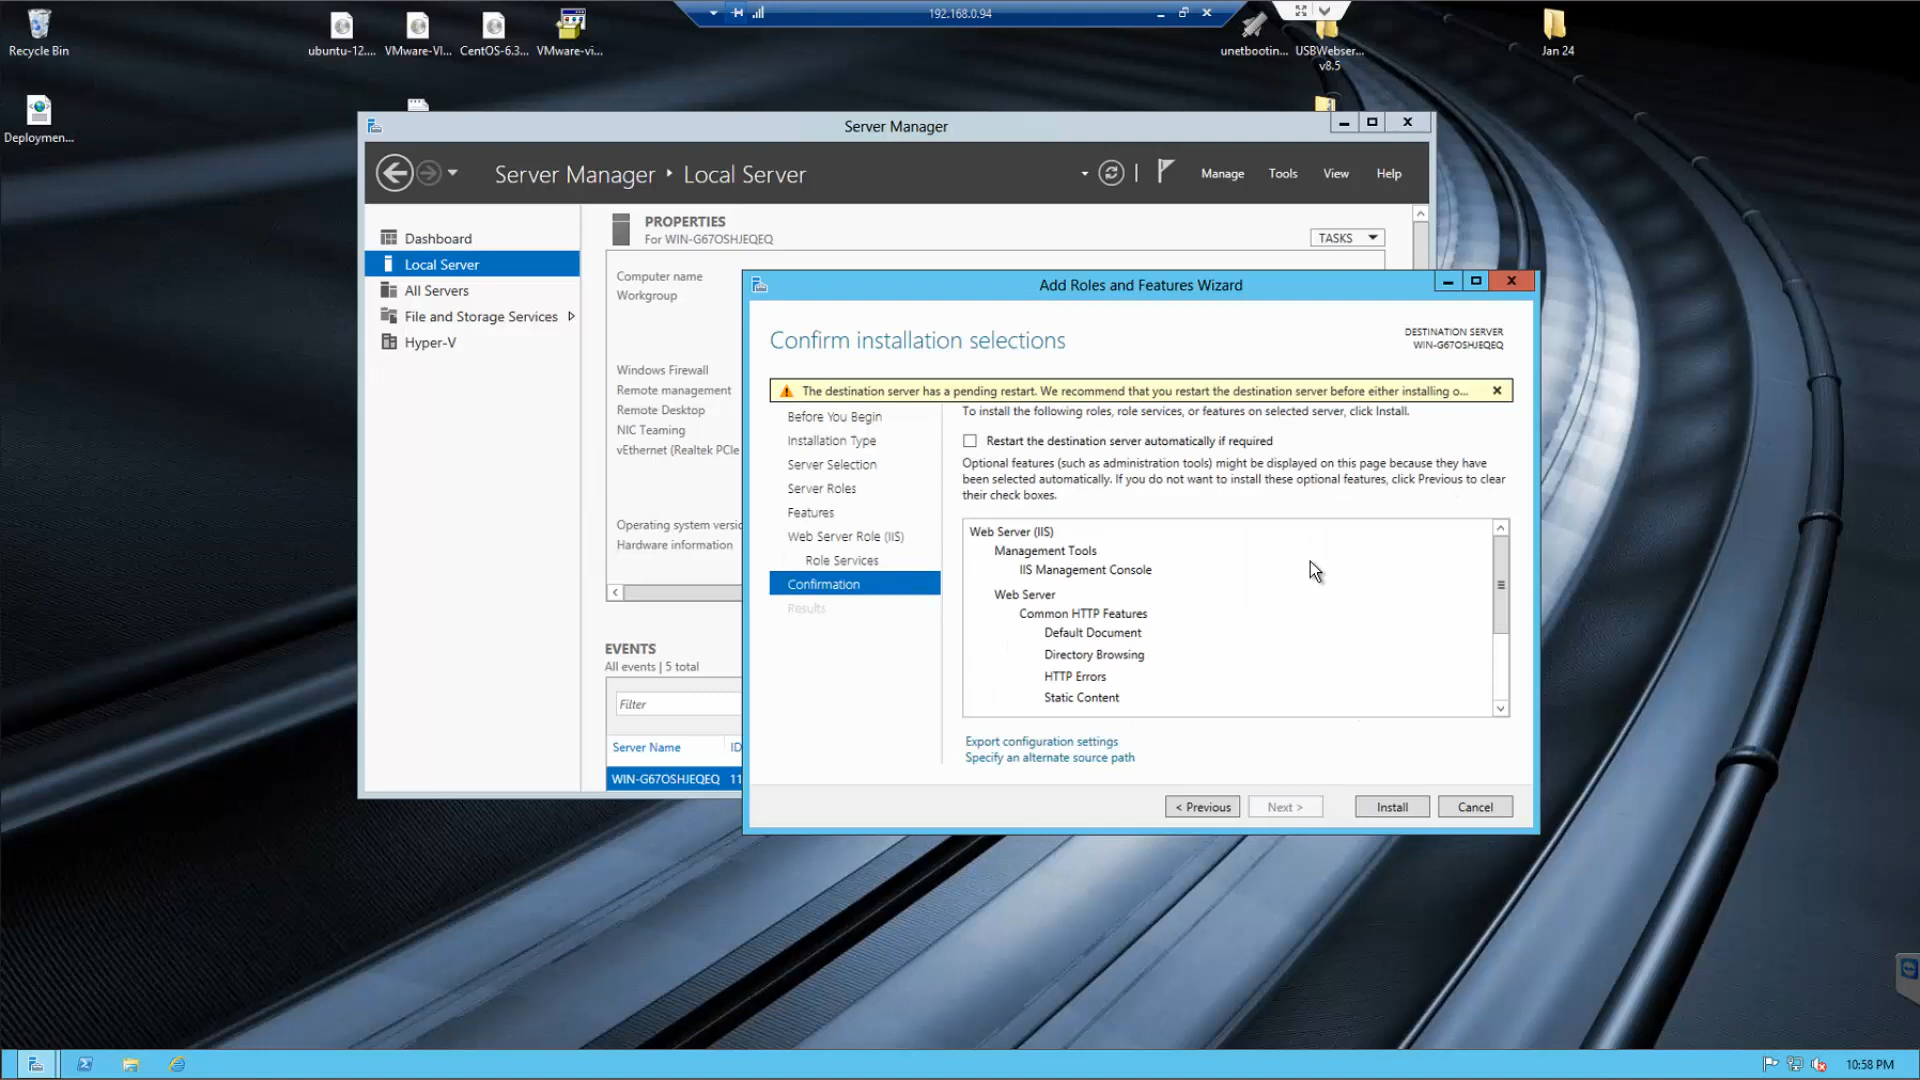 Recycle Bin
ubuntu-12....
VMware-VI...
CentOS-6.3...
VMware-vi...
192.168.0.94
unetbootin...
USBWebser...
v8.5
Jan 24
Deploymen...
Server Manager
Server Manager ‣ Local Server
Manage
Tools
View
Help
Dashboard
Local Server
All Servers
File and Storage Services
Hyper-V
PROPERTIES
For WIN-G67OSHJEQEQ
TASKS
Computer name
Workgroup
Windows Firewall
Remote management
Remote Desktop
NIC Teaming
vEthernet (Realtek PCIe
Operating system versio
Hardware information
EVENTS
All events | 5 total
Filter
Server Name
ID
WIN-G67OSHJEQEQ 11
Add Roles and Features Wizard
Confirm installation selections
DESTINATION SERVER
WIN-G67OSHJEQEQ
The destination server has a pending restart. We recommend that you restart the destination server before either installing o...
Before You Begin
Installation Type
Server Selection
Server Roles
Features
Web Server Role (IIS)
Role Services
Confirmation
Results
To install the following roles, role services, or features on selected server, click Install.
Restart the destination server automatically if required
Optional features (such as administration tools) might be displayed on this page because they have
been selected automatically. If you do not want to install these optional features, click Previous to clear
their check boxes.
Web Server (IIS)
Management Tools
IIS Management Console
Web Server
Common HTTP Features
Default Document
Directory Browsing
HTTP Errors
Static Content
Export configuration settings
Specify an alternate source path
< Previous
Next >
Install
Cancel
10:58 PM